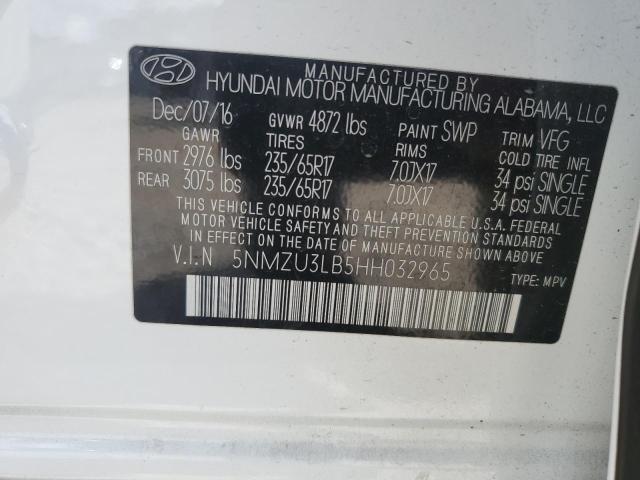 MANUFACTURED BY
HYUNDAI MOTOR MANUFACTURING ALABAMA, LLC
Dec/07/16 GVWR 4872 lbs PAINT SWP TRIM VFG
GAWR TIRES RIMS COLD TIRE INFL
FRONT 2976 lbs 235/65R17 7.0JX17 34 psi SINGLE
REAR 3075 lbs 235/65R17 7.0JX17 34 psi SINGLE
THIS VEHICLE CONFORMS TO ALL APPLICABLE U.S.A. FEDERAL
MOTOR VEHICLE SAFETY AND THEFT PREVENTION STANDARDS
IN EFFECT ON THE DATE OF MANUFACTURE SHOWN ABOVE.
V.I.N 5NMZU3LB5HH032965 TYPE: MPV